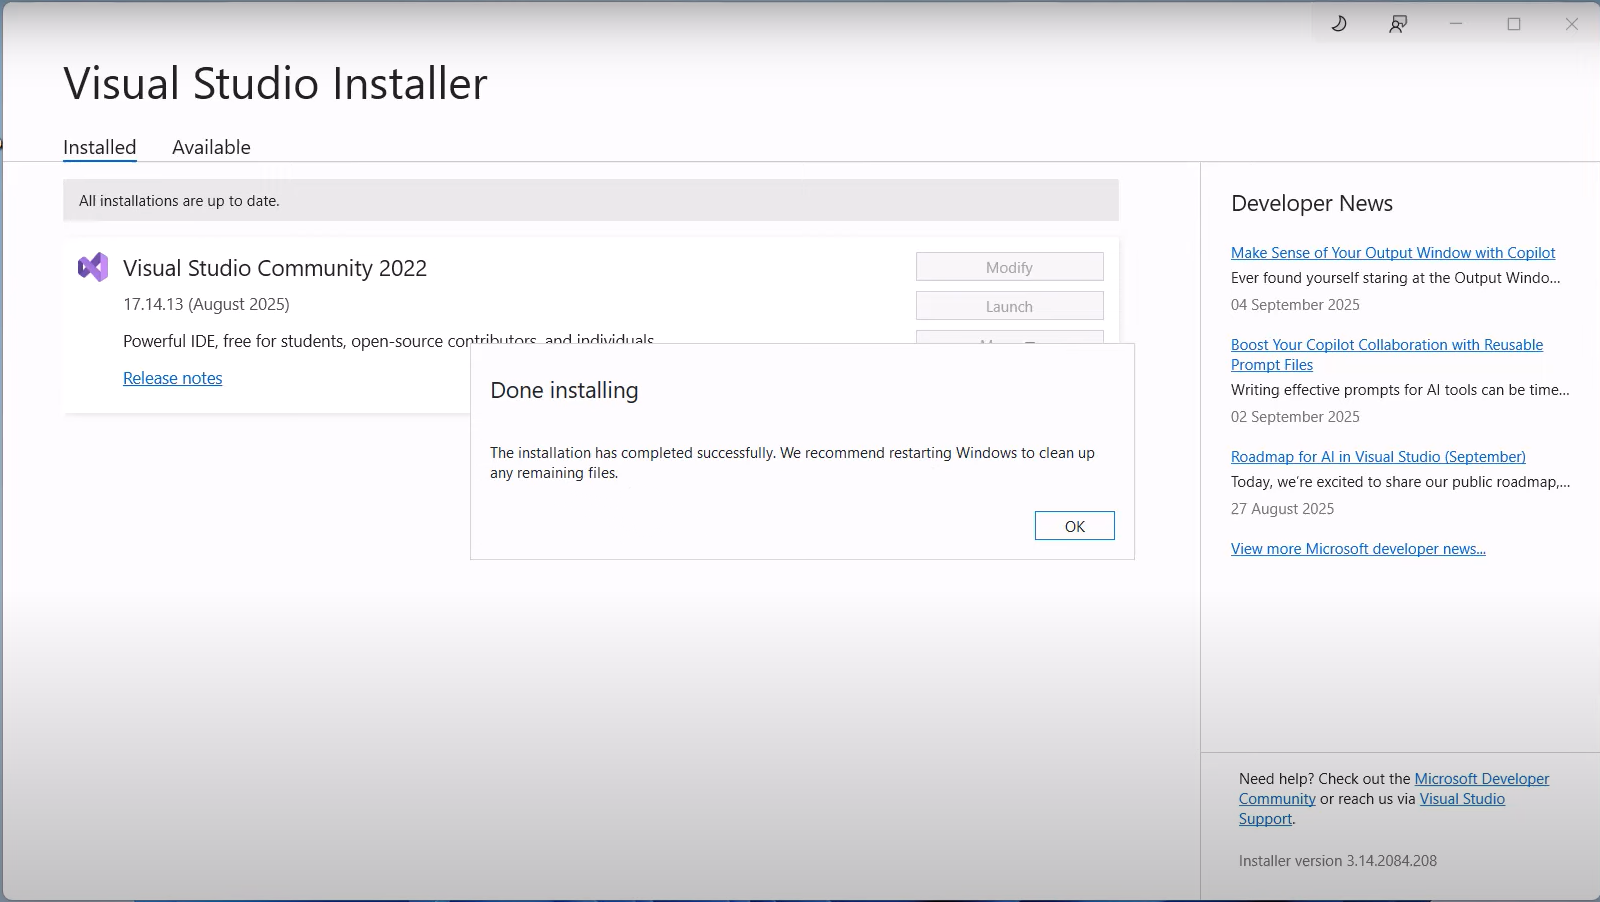 Visual Studio Installer
Installed
Available
All installations are up to date.
Visual Studio Community 2022
17.14.13 (August 2025)
Powerful IDE, free for students, open-source contributors, and individuals
Release notes
Modify
Launch
Done installing
The installation has completed successfully. We recommend restarting Windows to clean up
any remaining files.
OK
Developer News
Make Sense of Your Output Window with Copilot
Ever found yourself staring at the Output Windo...
04 September 2025
Boost Your Copilot Collaboration with Reusable
Prompt Files
Writing effective prompts for AI tools can be time...
02 September 2025
Roadmap for AI in Visual Studio (September)
Today, we're excited to share our public roadmap,...
27 August 2025
View more Microsoft developer news...
Need help? Check out the Microsoft Developer
Community or reach us via Visual Studio
Support.
Installer version 3.14.2084.208